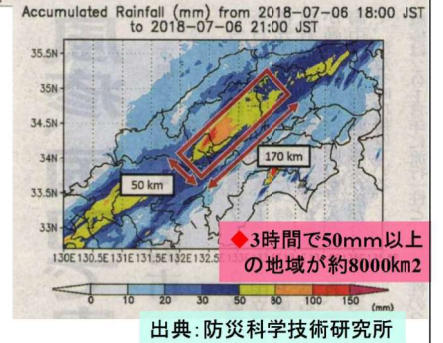 Accumulated Rainfall (mm) from 2018-07-06 18:00 JST
to 2018-07-06 21:00 JST
35.5N
35N
34.5N
34N
33.5N
33N
170 km
50 km
130E 130.5E 131E 131.5E 132E 132.5
◆3時間で50mm以上
の地域が約8000km2
0 10 20 30 50 80 100 150
(mm)
出典:防災科学技術研究所